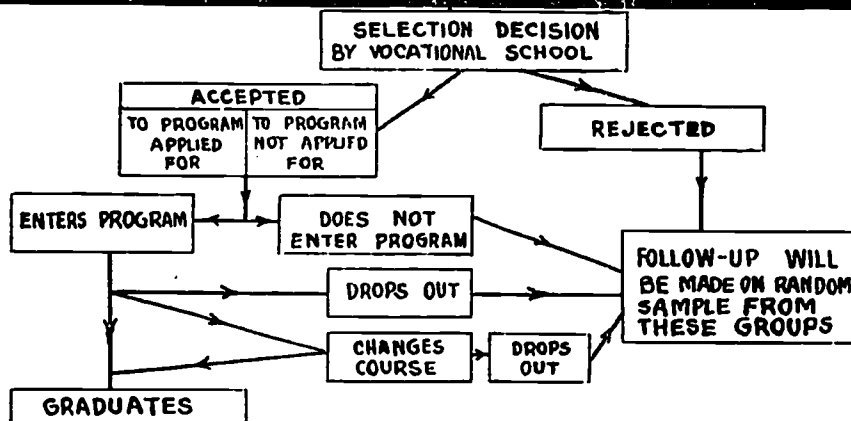 SELECTION DECISION
BY VOCATIONAL SCHOOL
ACCEPTED
TO PROGRAM
APPLIED
FOR
TO PROGRAM
NOT APPLIED
FOR
REJECTED
ENTERS PROGRAM
DOES NOT
ENTER PROGRAM
FOLLOW-UP WILL
BE MADE ON RANDOM
SAMPLE FROM
THESE GROUPS
DROPS OUT
CHANGES
COURSE
DROPS
OUT
GRADUATES